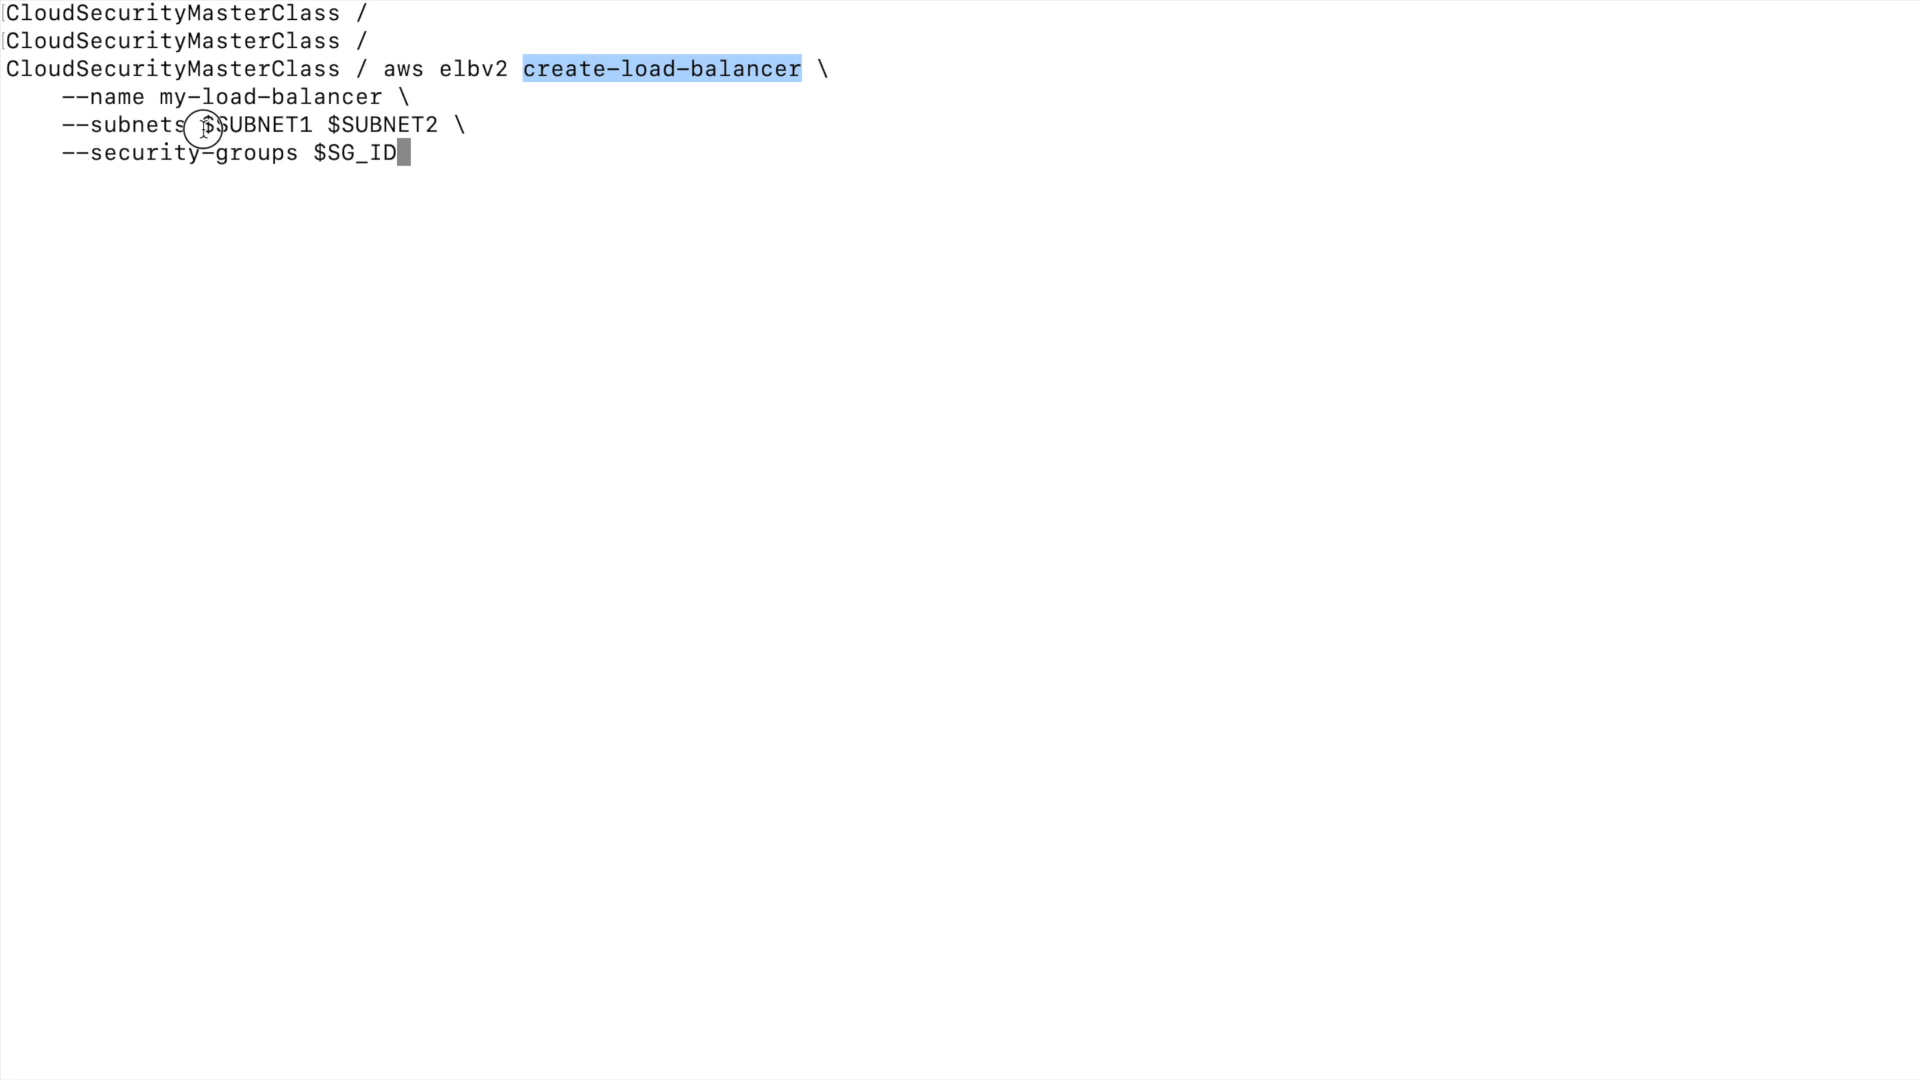 CloudSecurityMasterClass /
CloudSecurityMasterClass /
CloudSecurityMasterClass / aws elbv2 create-load-balancer \
--name my-load-balancer \
--subnets $SUBNET1 $SUBNET2 \
--security-groups $SG_ID